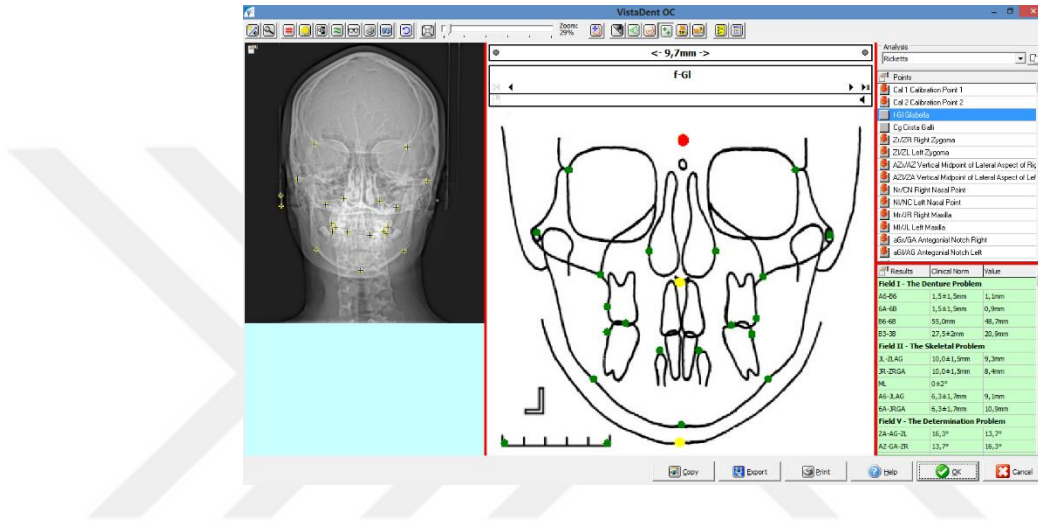 VistaDent OC
Zoom:
29%
<- 9,7mm ->
f-Gl
Analysis
Ricketts
Points
Cal 1 Calibration Point 1
Cal 2 Calibration Point 2
f-Gl Glabella
Cg Crista Galli
Zr/ZR Right Zygoma
Zl/ZL Left Zygoma
AZr/AZ Vertical Midpoint of Lateral Aspect of Rig
AZl/ZA Vertical Midpoint of Lateral Aspect of Lef
Nr/CN Right Nasal Point
Nl/NC Left Nasal Point
Mr/JR Right Maxilla
Ml/JL Left Maxilla
aGr/GA Antegonial Notch Right
aGl/AG Antegonial Notch Left
Results Clinical Norm Value
Field I - The Denture Problem
A6-B6 1,5±1,5mm 1,1mm
6A-6B 1,5±1,5mm 0,9mm
B6-6B 55,0mm 48,7mm
B3-3B 27,5±2mm 20,9mm
Field II - The Skeletal Problem
JL-ZLAG 10,0±1,5mm 9,3mm
JR-ZRGA 10,0±1,5mm 8,4mm
ML 0±2°
A6-JLAG 6,3±1,7mm 9,1mm
6A-JRGA 6,3±1,7mm 10,9mm
Field V - The Determination Problem
ZA-AG-ZL 16,3° 13,7°
AZ-GA-ZR 13,7° 16,3°
Copy
Export
Print
Help
OK
Cancel